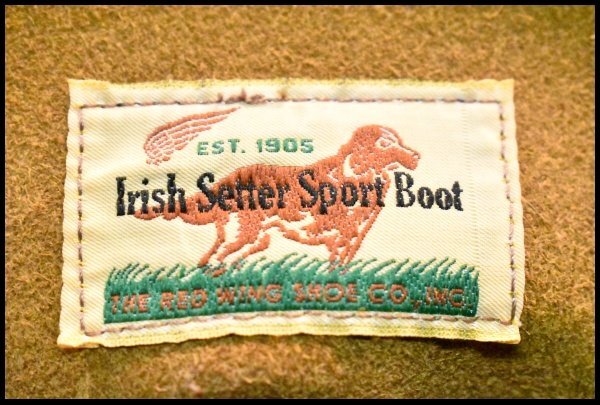 EST. 1905
Irish Setter Sport Boot
THE RED WING SHOE CO., INC.